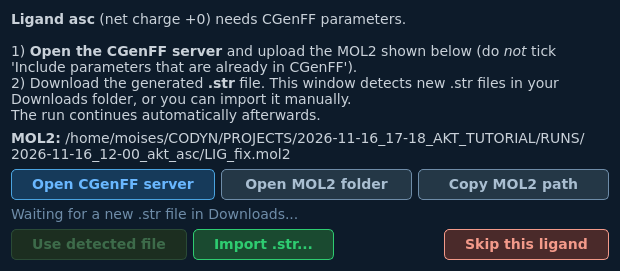 Ligand asc (net charge +0) needs CGenFF parameters.
1) Open the CGenFF server and upload the MOL2 shown below (do not tick
'Include parameters that are already in CGenFF').
2) Download the generated .str file. This window detects new .str files in your
Downloads folder, or you can import it manually.
The run continues automatically afterwards.
MOL2: /home/moises/CODYN/PROJECTS/2026-11-16_17-18_AKT_TUTORIAL/RUNS/
2026-11-16_12-00_akt_asc/LIG_fix.mol2
Open CGenFF server Open MOL2 folder Copy MOL2 path
Waiting for a new .str file in Downloads...
Use detected file Import .str... Skip this ligand